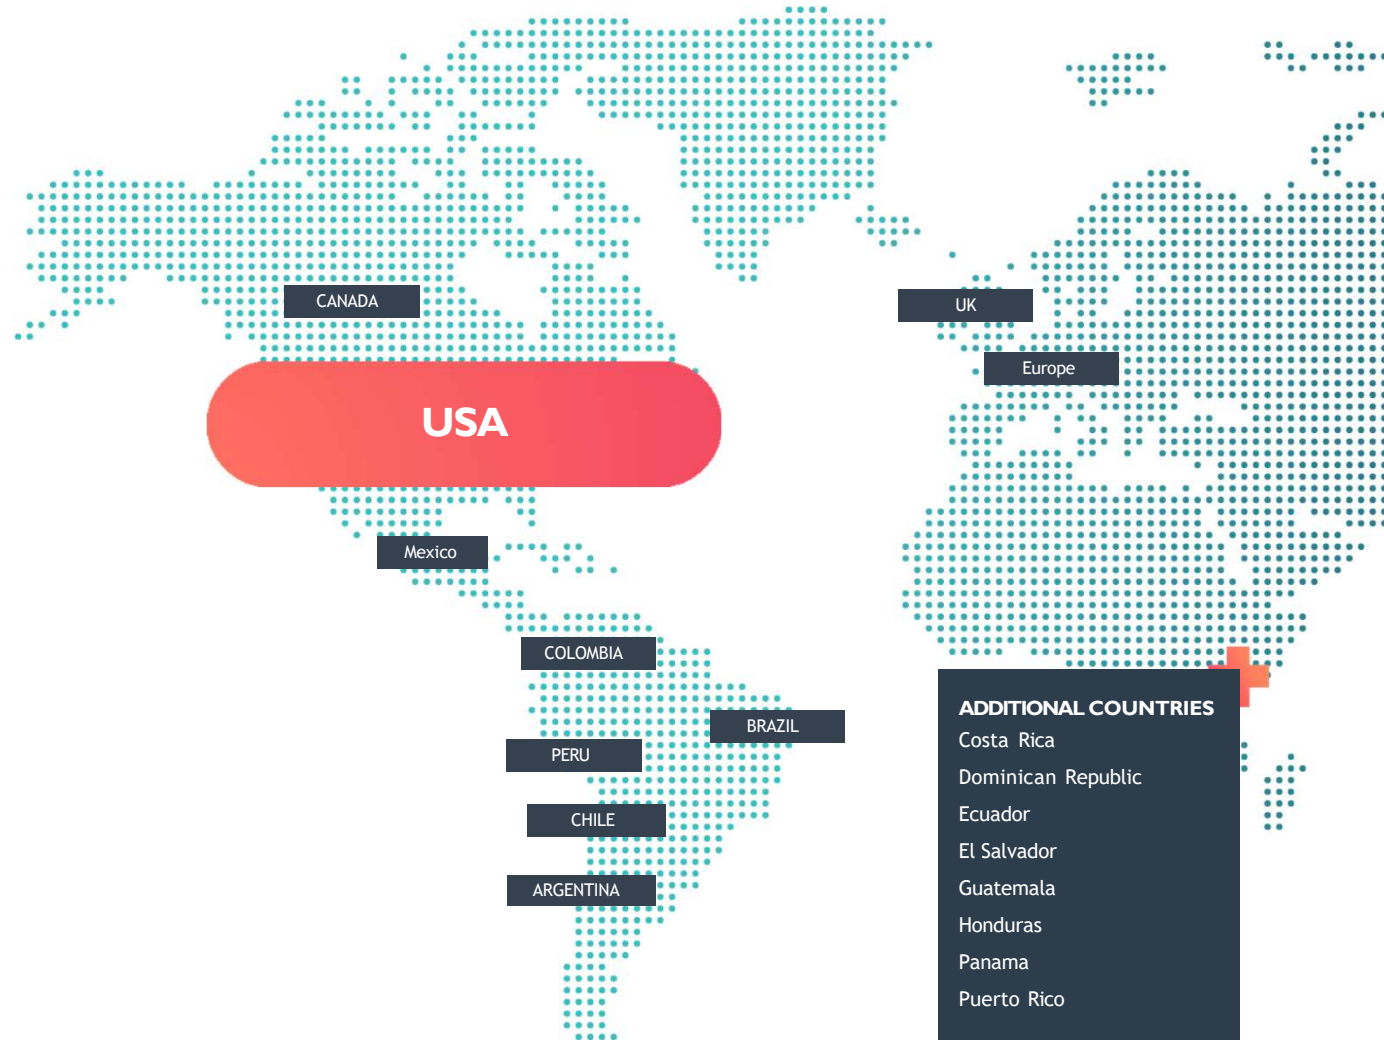 CANADA
UK
Europe
USA
Mexico
COLOMBIA
BRAZIL
PERU
CHILE
ARGENTINA
ADDITIONAL COUNTRIES
Costa Rica
Dominican Republic
Ecuador
El Salvador
Guatemala
Honduras
Panama
Puerto Rico